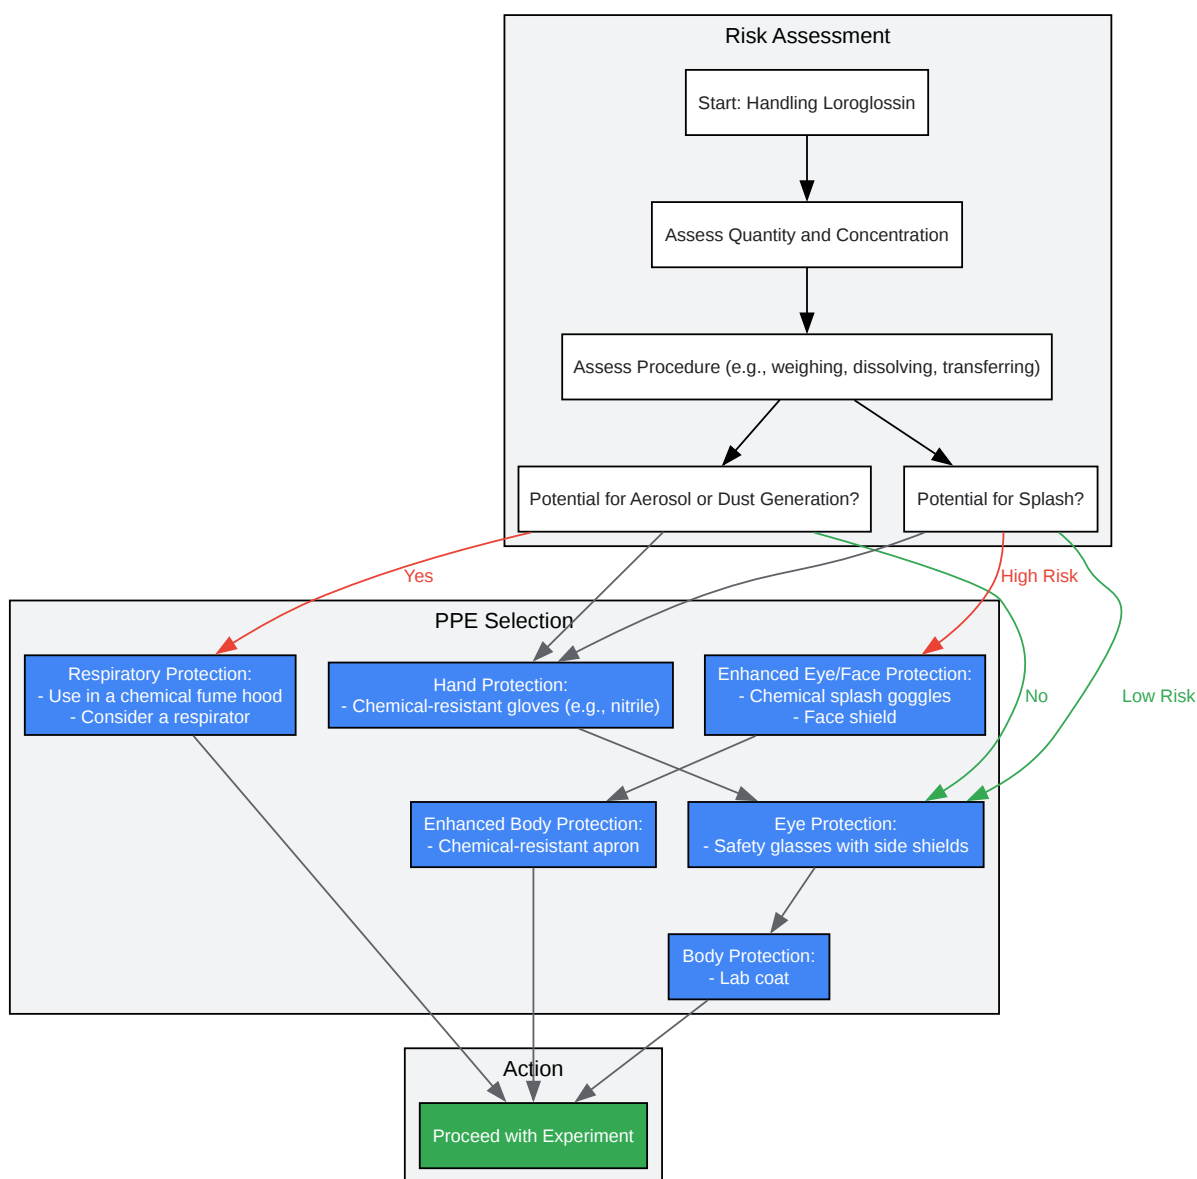 Risk Assessment
Start: Handling Loroglossin
Assess Quantity and Concentration
Assess Procedure (e.g., weighing, dissolving, transferring)
Potential for Aerosol or Dust Generation?
Potential for Splash?
Yes
High Risk
PPE Selection
Respiratory Protection:
- Use in a chemical fume hood
- Consider a respirator
Hand Protection:
- Chemical-resistant gloves (e.g., nitrile)
Enhanced Eye/Face Protection:
- Chemical splash goggles
- Face shield
No
Low Risk
Enhanced Body Protection:
- Chemical-resistant apron
Eye Protection:
- Safety glasses with side shields
Body Protection:
- Lab coat
Action
Proceed with Experiment